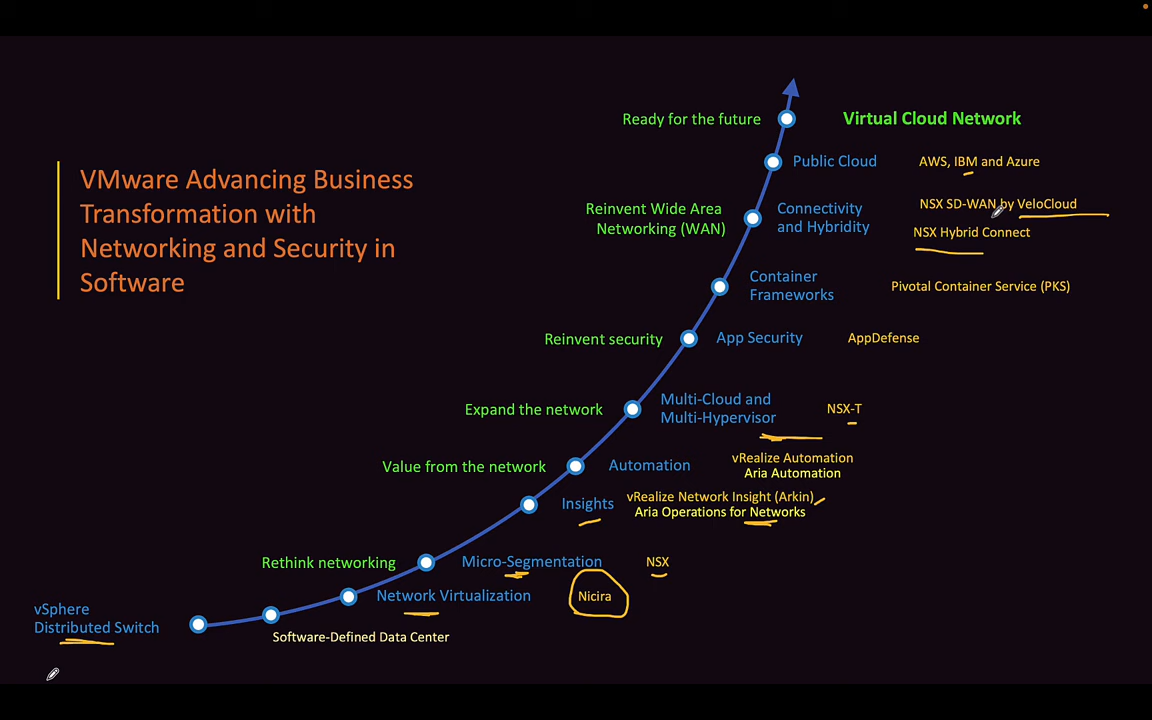 VMware Advancing Business
Transformation with
Networking and Security in
Software
Ready for the future
Virtual Cloud Network
Public Cloud
AWS, IBM and Azure
Reinvent Wide Area
Networking (WAN)
Connectivity
and Hybridity
NSX SD-WAN by VeloCloud
NSX Hybrid Connect
Container
Frameworks
Pivotal Container Service (PKS)
Reinvent security
App Security
AppDefense
Expand the network
Multi-Cloud and
Multi-Hypervisor
NSX-T
Value from the network
Automation
vRealize Automation
Aria Automation
Insights
vRealize Network Insight (Arkin)
Aria Operations for Networks
Rethink networking
Micro-Segmentation
NSX
Network Virtualization
Nicira
vSphere
Distributed Switch
Software-Defined Data Center